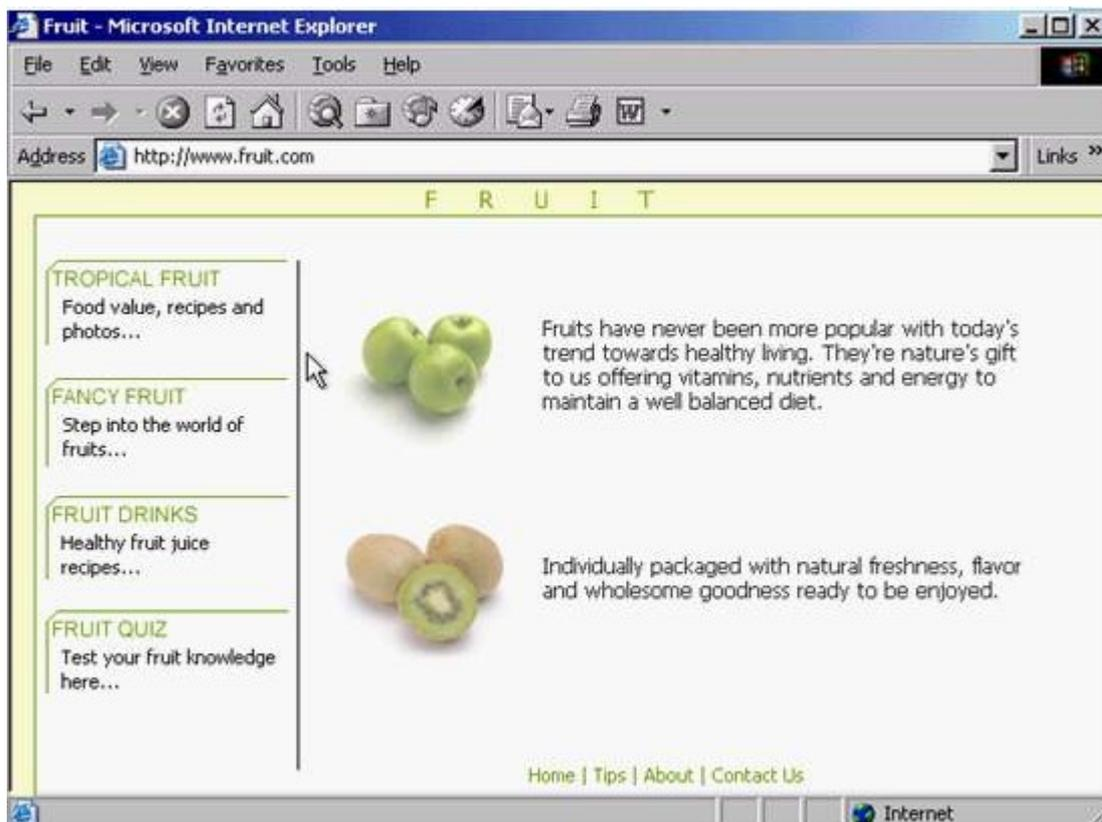 Fruit - Microsoft Internet Explorer
File Edit View Favorites Tools Help
W
Address http://www.fruit.com Links »
F R U I T
TROPICAL FRUIT
Food value, recipes and
photos...
FANCY FRUIT
Step into the world of
fruits...
FRUIT DRINKS
Healthy fruit juice
recipes...
FRUIT QUIZ
Test your fruit knowledge
here...
Fruits have never been more popular with today's
trend towards healthy living. They're nature's gift
to us offering vitamins, nutrients and energy to
maintain a well balanced diet.
Individually packaged with natural freshness, flavor
and wholesome goodness ready to be enjoyed.
Home | Tips | About | Contact Us
Internet